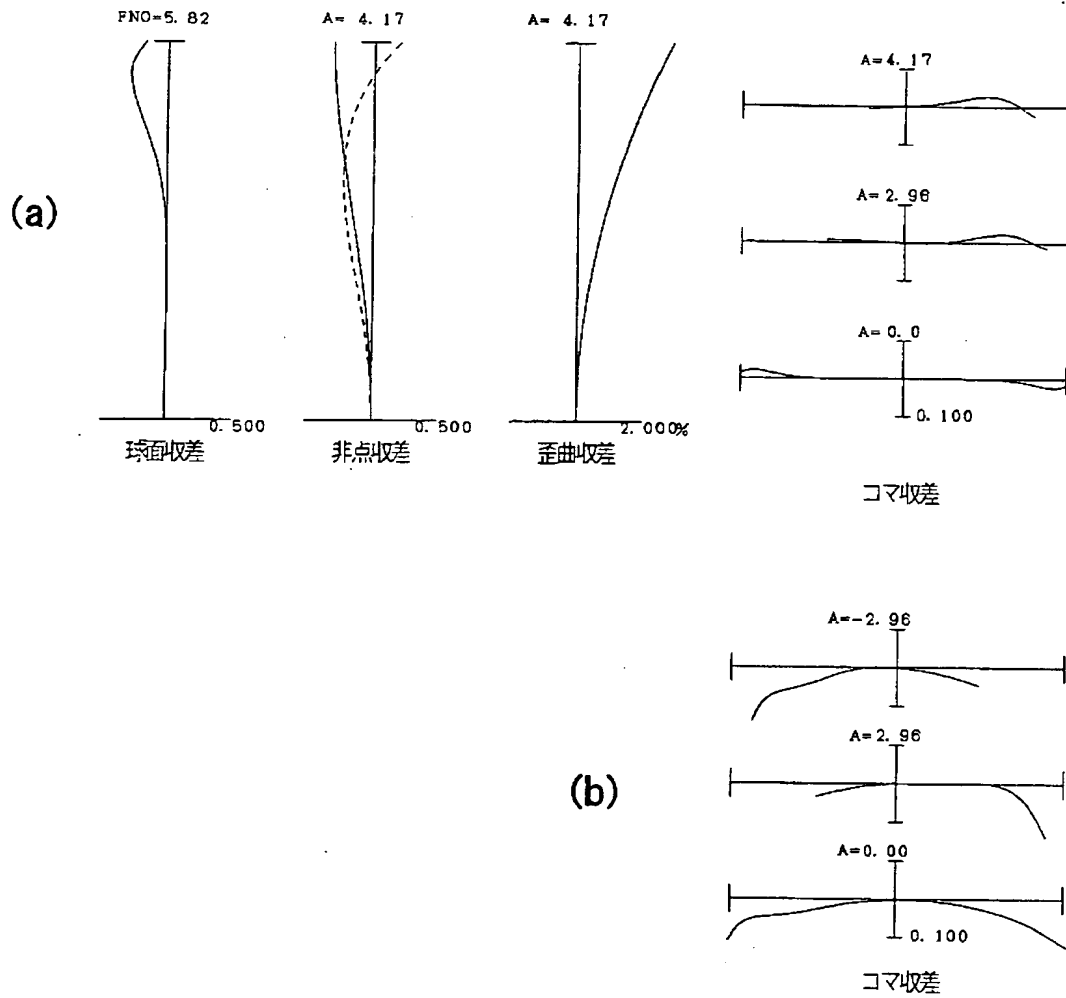 (a)
FNO=5.82
0.500
球面収差
A= 4.17
0.500
非点収差
A= 4.17
2.000%
歪曲収差
A=4.17
A=2.96
A=0.0
0.100
コマ収差
(b)
A=-2.96
A=2.96
A=0.00
0.100
コマ収差